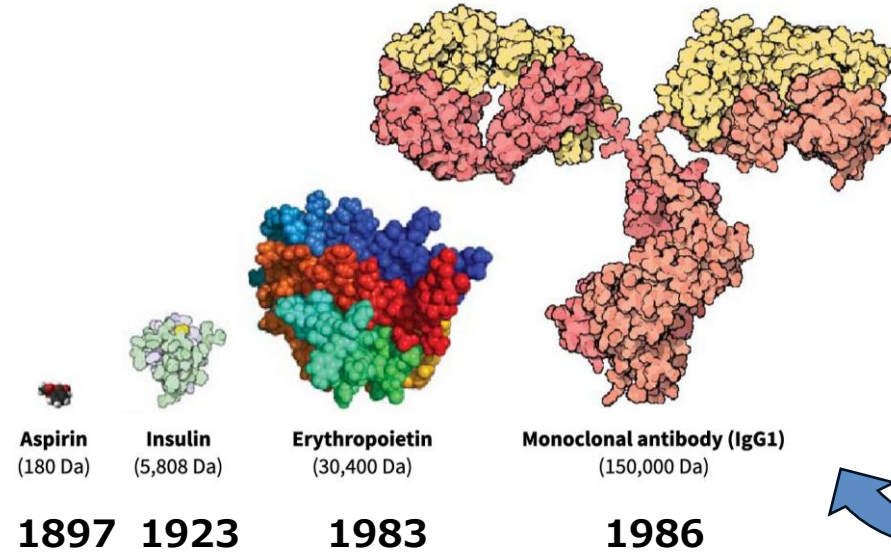 Aspirin
(180 Da)
Insulin
(5,808 Da)
Erythropoietin
(30,400 Da)
Monoclonal antibody (IgG1)
(150,000 Da)
1897
1923
1983
1986